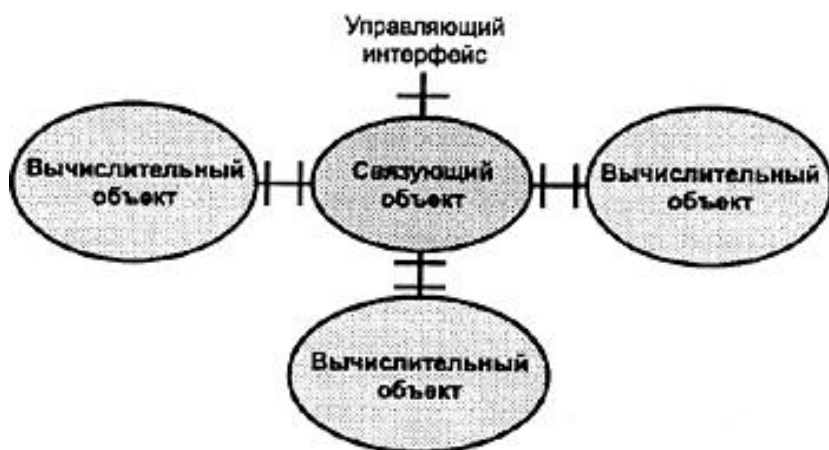 Управляющий
интерфейс
Вычислительный
объект
Связующий
объект
Вычислительный
объект
Вычислительный
объект